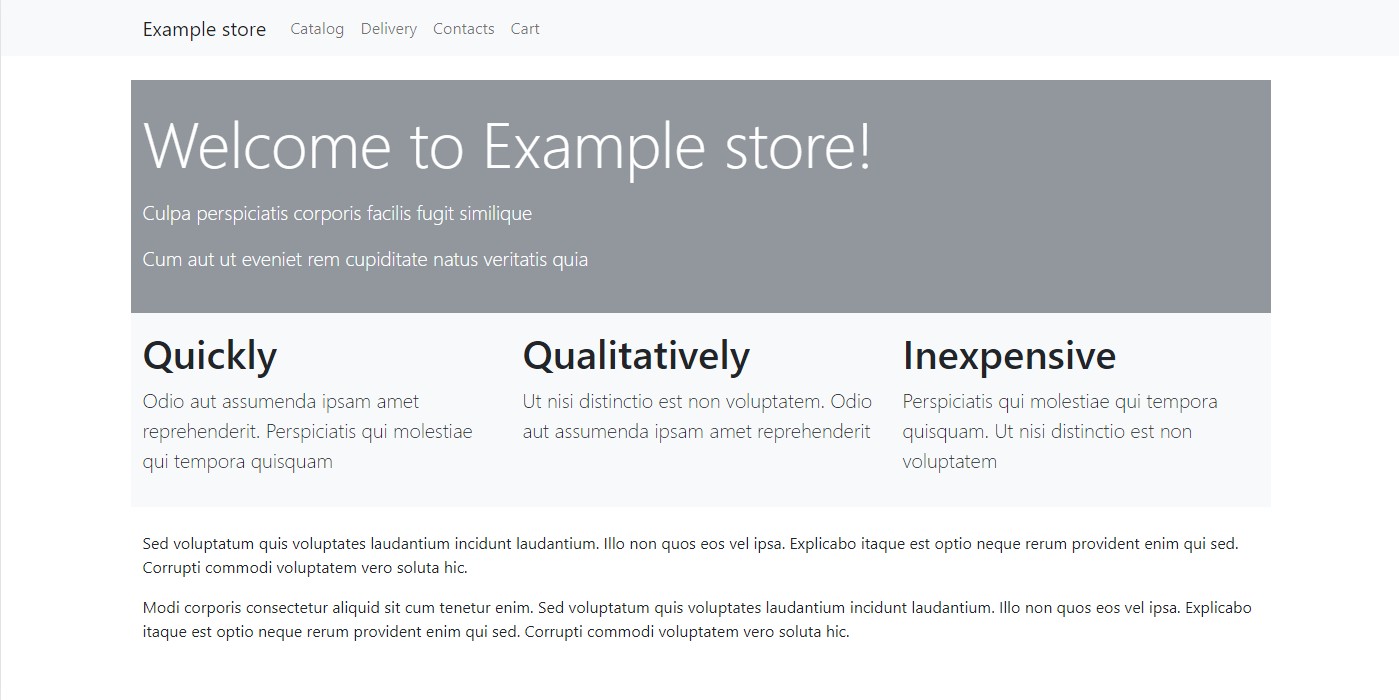 Example store Catalog Delivery Contacts Cart
Welcome to Example store!
Culpa perspiciatis corporis facilis fugit similique
Cum aut ut eveniet rem cupiditate natus veritatis quia
Quickly
Odio aut assumenda ipsam amet
reprehenderit. Perspiciatis qui molestiae
qui tempora quisquam
Qualitatively
Ut nisi distinctio est non voluptatem. Odio
aut assumenda ipsam amet reprehenderit
Inexpensive
Perspiciatis qui molestiae qui tempora
quisquam. Ut nisi distinctio est non
voluptatem
Sed voluptatum quis voluptates laudantium incidunt laudantium. Illo non quos eos vel ipsa. Explicabo itaque est optio neque rerum provident enim qui sed.
Corrupti commodi voluptatem vero soluta hic.
Modi corporis consectetur aliquid sit cum tenetur enim. Sed voluptatum quis voluptates laudantium incidunt laudantium. Illo non quos eos vel ipsa. Explicabo
itaque est optio neque rerum provident enim qui sed. Corrupti commodi voluptatem vero soluta hic.